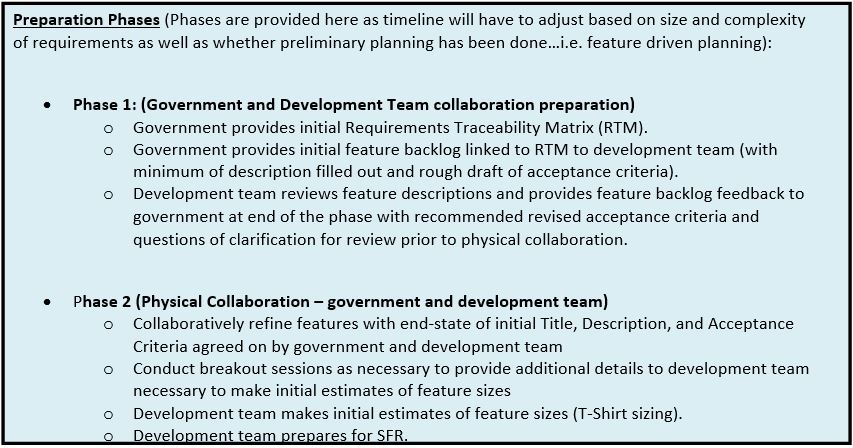 Preparation Phases (Phases are provided here as timeline will have to adjust based on size and complexity
of requirements as well as whether preliminary planning has been done…i.e. feature driven planning):
• Phase 1: (Government and Development Team collaboration preparation)
o Government provides initial Requirements Traceability Matrix (RTM).
o Government provides initial feature backlog linked to RTM to development team (with
minimum of description filled out and rough draft of acceptance criteria).
o Development team reviews feature descriptions and provides feature backlog feedback to
government at end of the phase with recommended revised acceptance criteria and
questions of clarification for review prior to physical collaboration.
• Phase 2 (Physical Collaboration – government and development team)
o Collaboratively refine features with end-state of initial Title, Description, and Acceptance
Criteria agreed on by government and development team
o Conduct breakout sessions as necessary to provide additional details to development team
necessary to make initial estimates of feature sizes
o Development team makes initial estimates of feature sizes (T-Shirt sizing).
o Development team prepares for SFR.